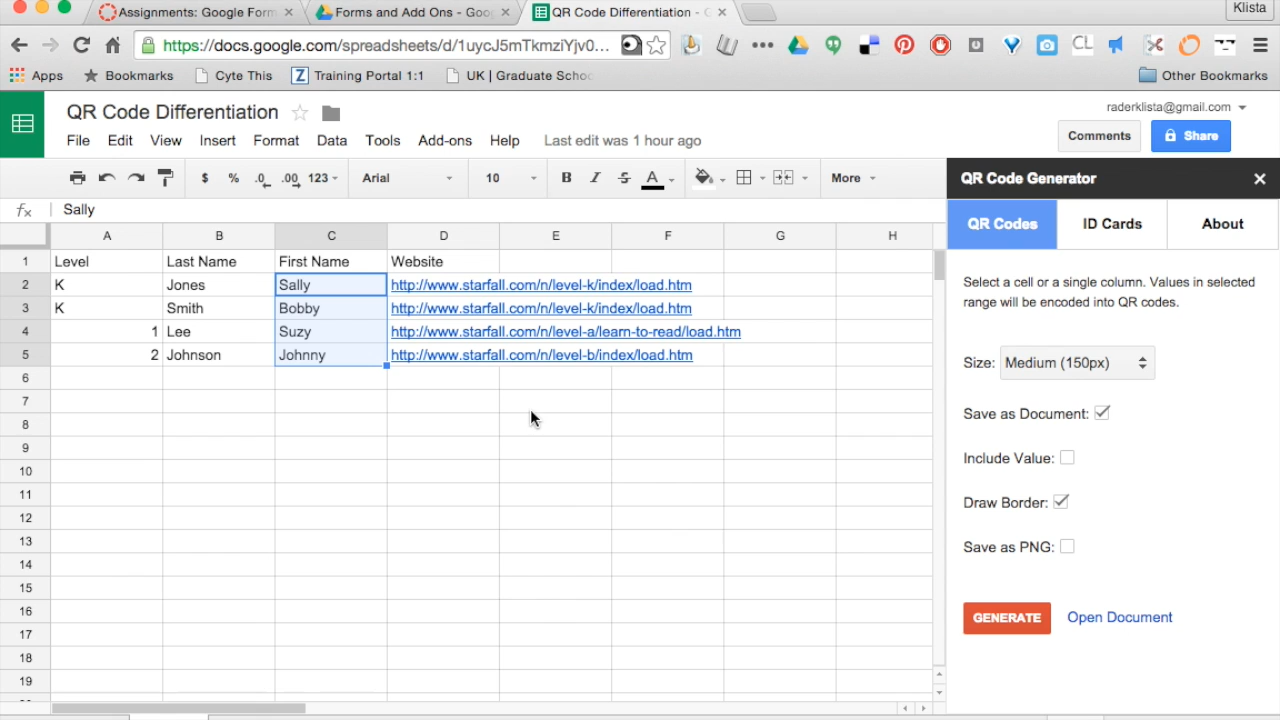 Assignments: Google Form
Forms and Add Ons - Goo
QR Code Differentiation - G
Klista
https://docs.google.com/spreadsheets/d/1uycJ5mTkmziYjv0...
CL
Apps
Bookmarks
Cyte This
Z Training Portal 1:1
UK | Graduate Schoo
Other Bookmarks
QR Code Differentiation
raderklista@gmail.com
File Edit View Insert Format Data Tools Add-ons Help Last edit was 1 hour ago
Comments
Share
$ % .0 .00 123 Arial 10 B I S A More
fx Sally
A B C D E F G H
1 Level Last Name First Name Website
2 K Jones Sally http://www.starfall.com/n/level-k/index/load.htm
3 K Smith Bobby http://www.starfall.com/n/level-k/index/load.htm
4 1 Lee Suzy http://www.starfall.com/n/level-a/learn-to-read/load.htm
5 2 Johnson Johnny http://www.starfall.com/n/level-b/index/load.htm
6
7
8
9
10
11
12
13
14
15
16
17
18
19
QR Code Generator
QR Codes ID Cards About
Select a cell or a single column. Values in selected
range will be encoded into QR codes.
Size: Medium (150px)
Save as Document:
Include Value:
Draw Border:
Save as PNG:
GENERATE Open Document